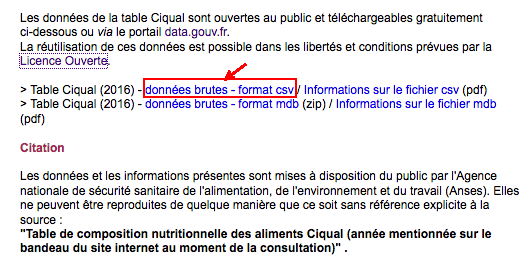 Les données de la table Ciqual sont ouvertes au public et téléchargeables gratuitement
ci-dessous ou via le portail data.gouv.fr.
La réutilisation de ces données est possible dans les libertés et conditions prévues par la
Licence Ouverte.
> Table Ciqual (2016) - données brutes - format csv / Informations sur le fichier csv (pdf)
> Table Ciqual (2016) - données brutes - format mdb (zip) / Informations sur le fichier mdb
(pdf)
Citation
Les données et les informations présentes sont mises à disposition du public par l'Agence
nationale de sécurité sanitaire de l'alimentation, de l'environnement et du travail (Anses). Elles
ne peuvent être reproduites de quelque manière que ce soit sans référence explicite à la
source :
"Table de composition nutritionnelle des aliments Ciqual (année mentionnée sur le
bandeau du site internet au moment de la consultation)" .